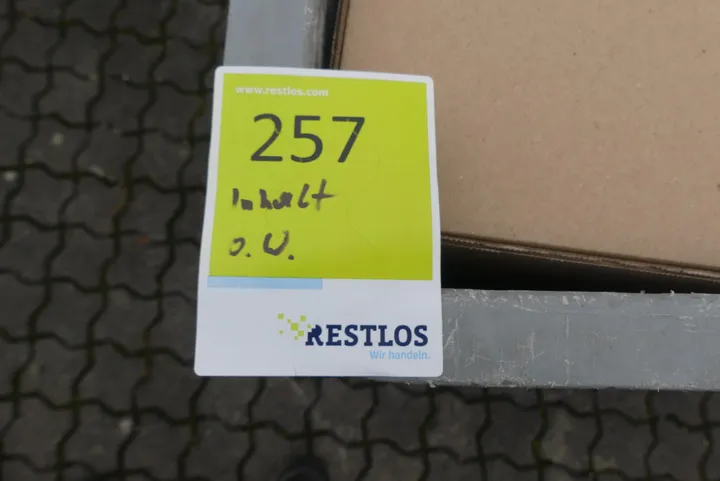 www.restlos.com
257
Inhalt
o. U.
RESTLOS
Wir handeln.